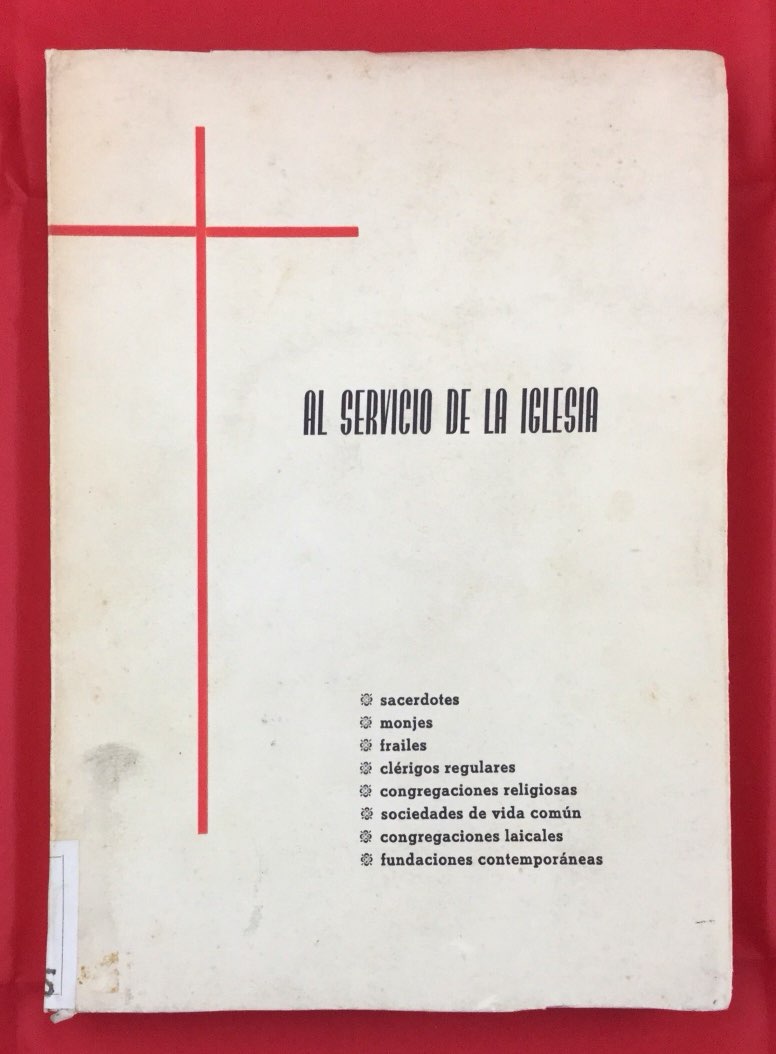 AL SERVICIO DE LA IGLESIA
sacerdotes
monjes
frailes
clérigos regulares
congregaciones religiosas
sociedades de vida común
congregaciones laicales
fundaciones contemporáneas